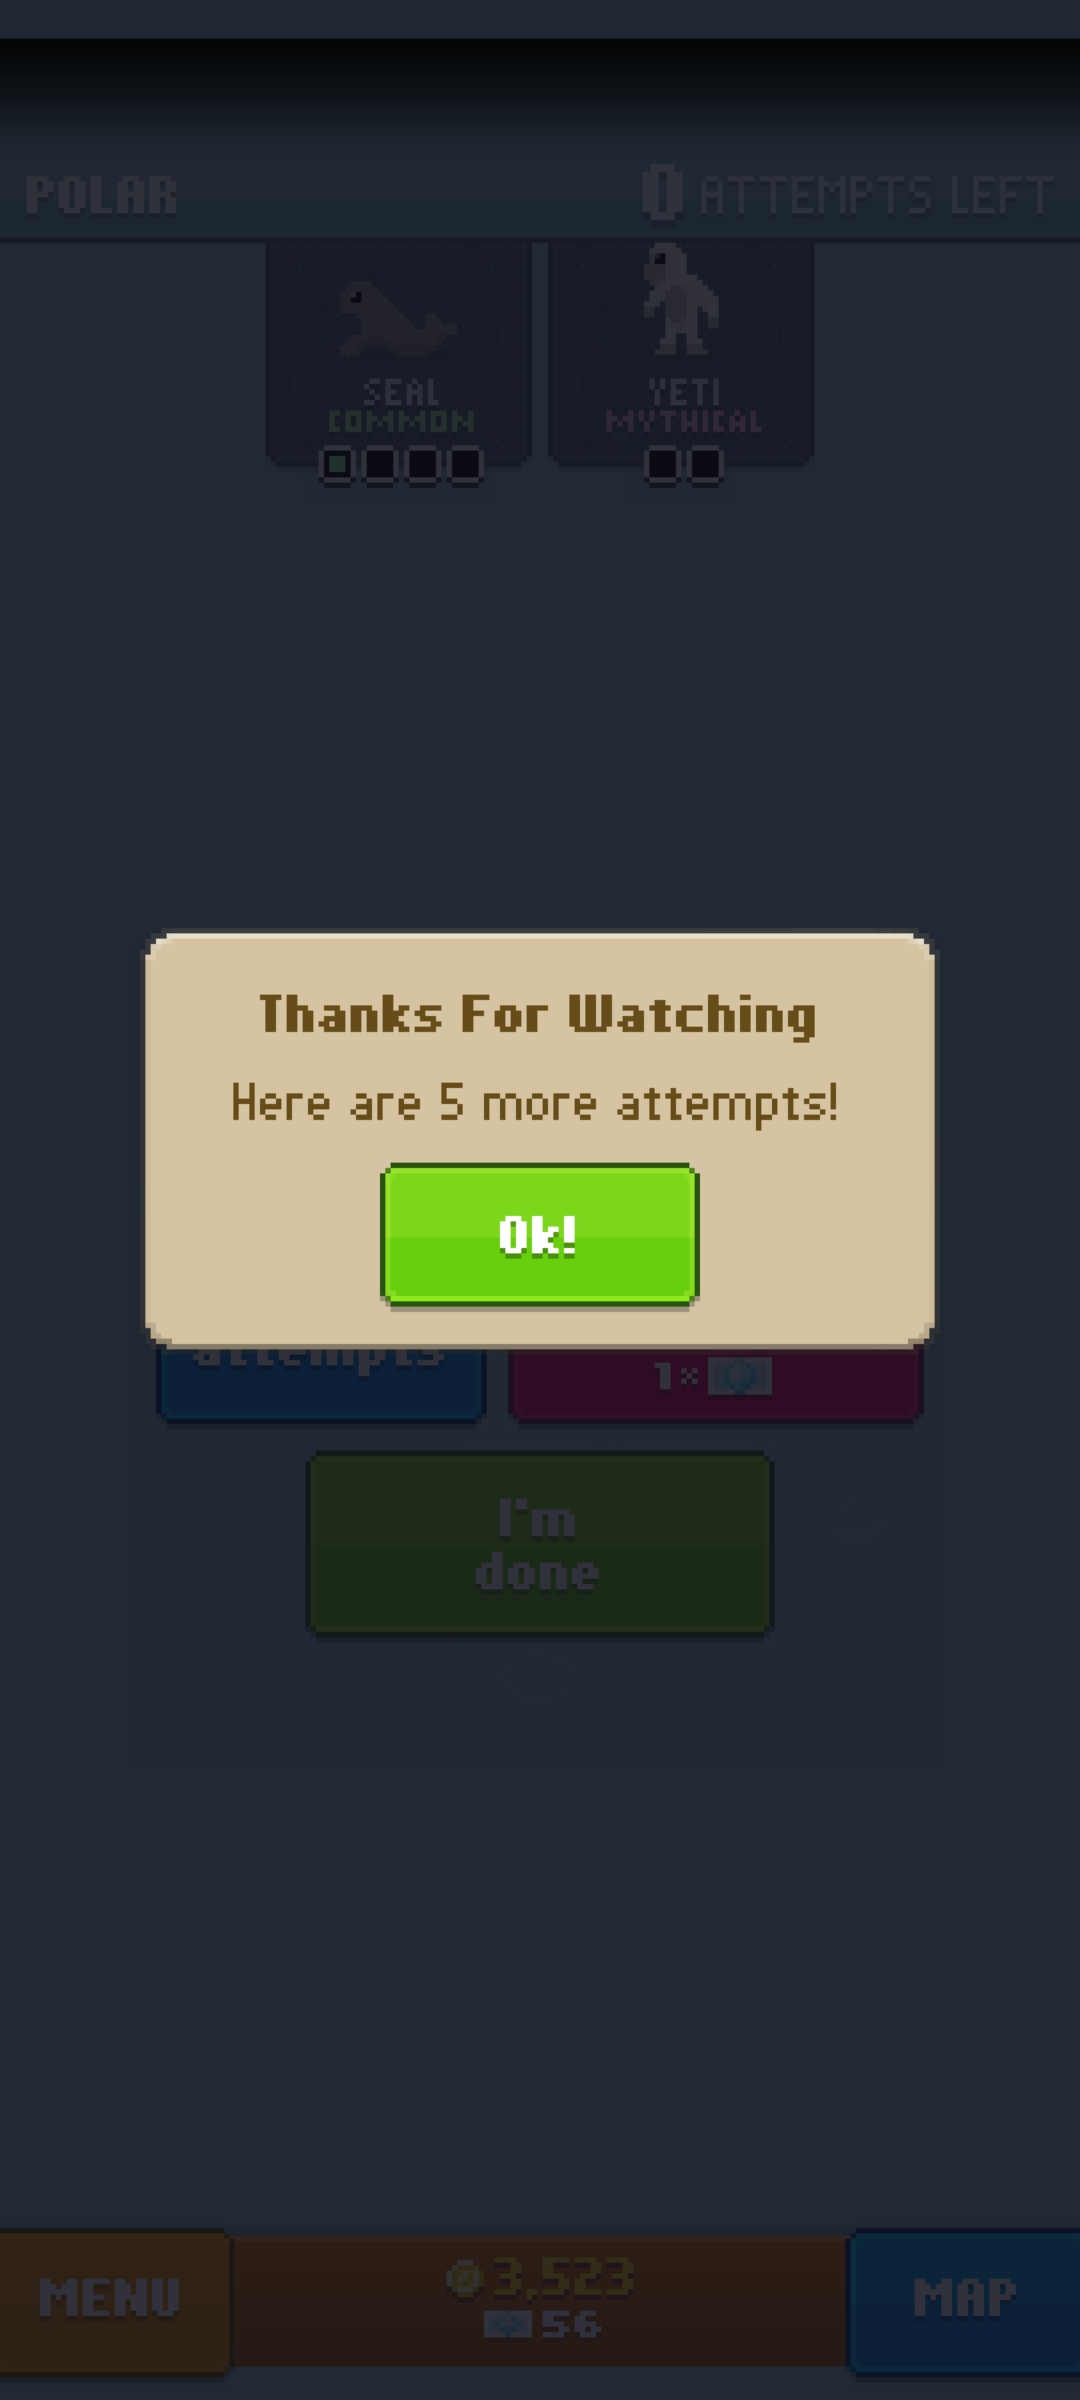 POLAR
0 ATTEMPTS LEFT
SEAL
COMMON
YETI
MYTHICAL
Thanks For Watching
Here are 5 more attempts!
Ok!
attempts
1×
I'm
done
MENU
3,523
56
MAP